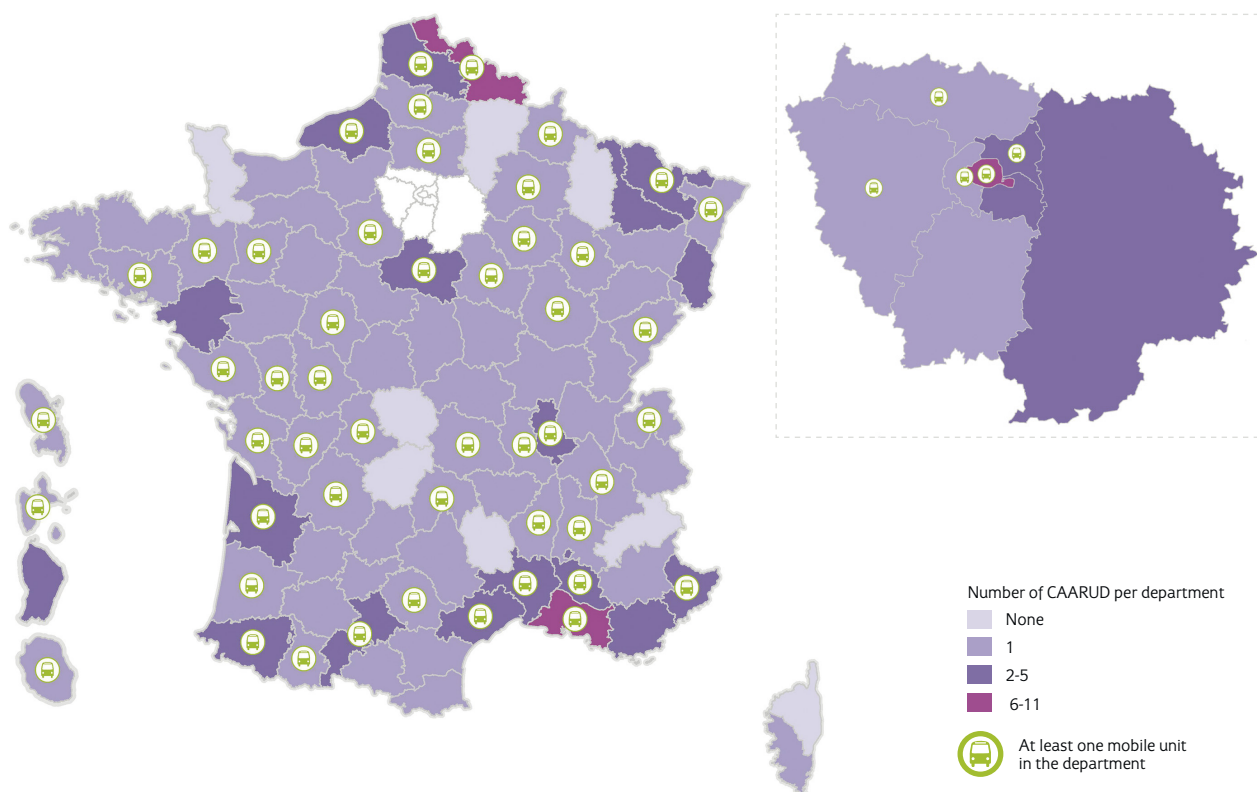 Number of CAARUD per department
None
1
2-5
6-11
At least one mobile unit
in the department